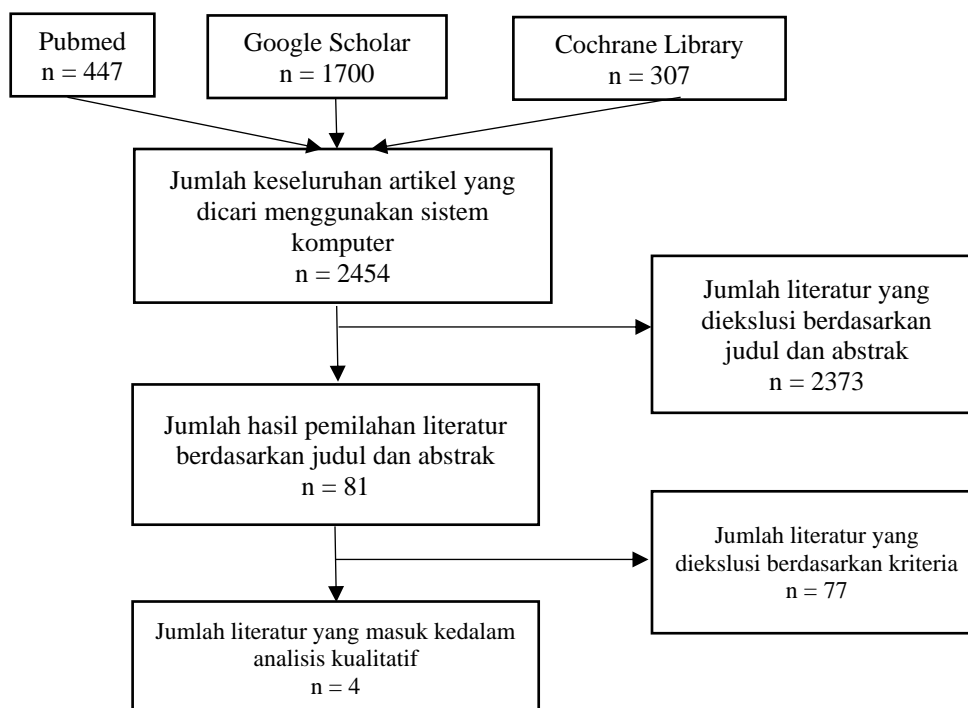 Pubmed
n = 447
Google Scholar
n = 1700
Cochrane Library
n = 307
Jumlah keseluruhan artikel yang
dicari menggunakan sistem
komputer
n = 2454
Jumlah literatur yang
diekslusi berdasarkan
judul dan abstrak
n = 2373
Jumlah hasil pemilahan literatur
berdasarkan judul dan abstrak
n = 81
Jumlah literatur yang
diekslusi berdasarkan kriteria
n = 77
Jumlah literatur yang masuk kedalam
analisis kualitatif
n = 4